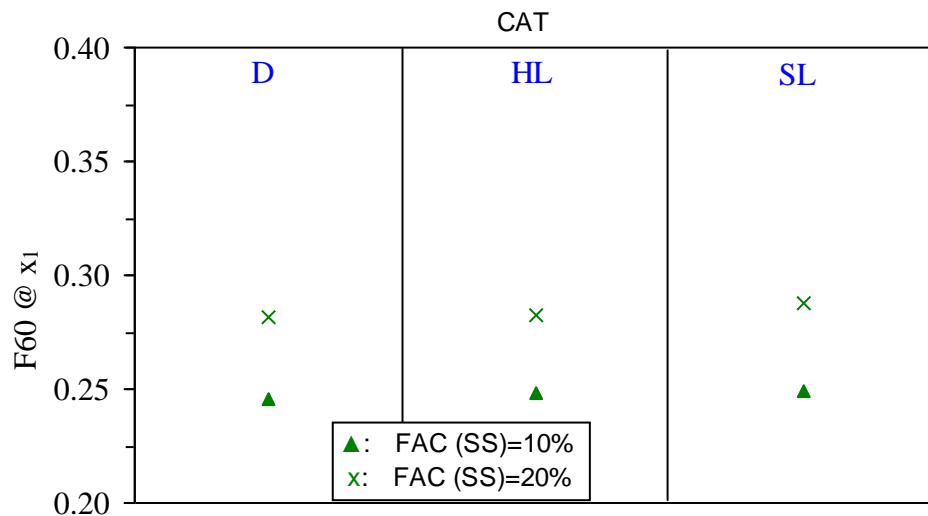 CAT
D HL SL
0.40
0.35
0.30
0.25
0.20
F60 @ x₁
▲: FAC (SS)=10%
x: FAC (SS)=20%